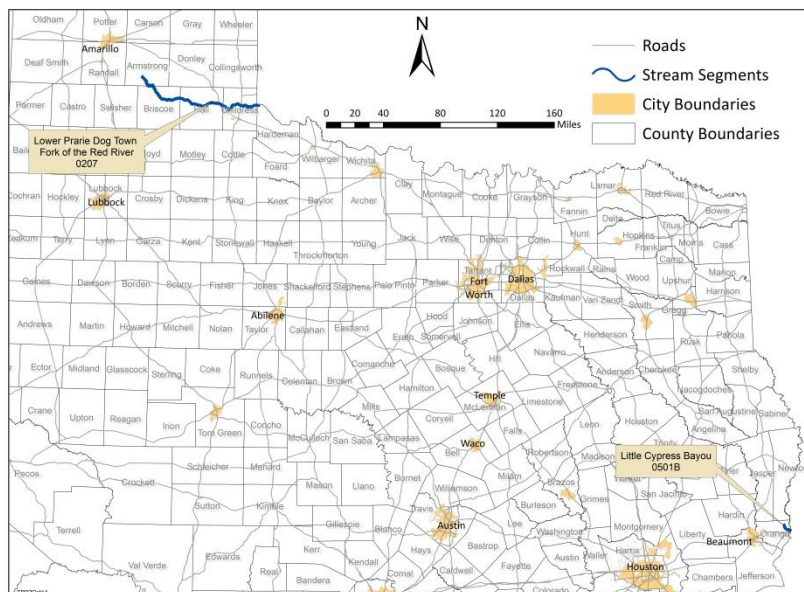 Oldham Potter Carson Gray Wheeler
Amarillo
Deaf Smith Randall Armstrong Donley Collingsworth
Parmer Castro Swisher Briscoe Hall Childress
Lower Prarie Dog Town
Fork of the Red River
0207
N
0 20 40 80 120 160
Miles
Roads
Stream Segments
City Boundaries
County Boundaries
Hardeman
Motley Cottle Foard Wilbarger Wichita
Clay Montague Cooke Grayson Fannin Lamar Red River
Delta Bowie
Cochran Hockley Lubbock Crosby Dickens King Knox Baylor Archer
Lubbock
Jack Wise Denton Collin Hunt Hopkins Franklin Titus Morris Cass
Terry Lynn Garza Kent Stonewall Haskell Throckmorton Young
Camp Marion
Rockwall Rains Wood Upshur Harrison
Gaines Dawson Borden Scurry Fisher Jones Shackelford Stephens Palo Pinto Parker Tarrant
Fort
Worth
Dallas
Dallas Kaufman Van Zandt Smith Gregg
Andrews Martin Howard Mitchell Nolan Taylor Callahan Eastland
Abilene
Hood Johnson Ellis
Erath Somervell
Henderson Rusk Panola
Ector Midland Glasscock Sterling Coke Runnels Coleman Brown Comanche Bosque Hill Navarro
Anderson Cherokee Shelby
Nacogdoches
Hamilton Freestone
Temple
McLennan Limestone
Crane Upton Reagan Irion Tom Green Concho McCulloch San Saba Mills Lampasas Coryell
Leon Houston Angelina San Augustine Sabine
Trinity
Waco
Bell Falls Robertson Madison
Little Cypress Bayou
0501B
Tyler Jasper Newton
Pecos Crockett Schleicher Menard Mason Llano Burnet Williamson Milam Brazos Grimes Walker San Jacinto
Sutton Kimble Gillespie Blanco Travis Burleson
Hardin
Austin
Lee Washington Montgomery Liberty Orange
Beaumont
Terrell Val Verde Edwards Kerr Kendall Hays Bastrop
Real Bandera Comal Caldwell Fayette Austin Waller Harris Chambers Jefferson
Houston
Colorado